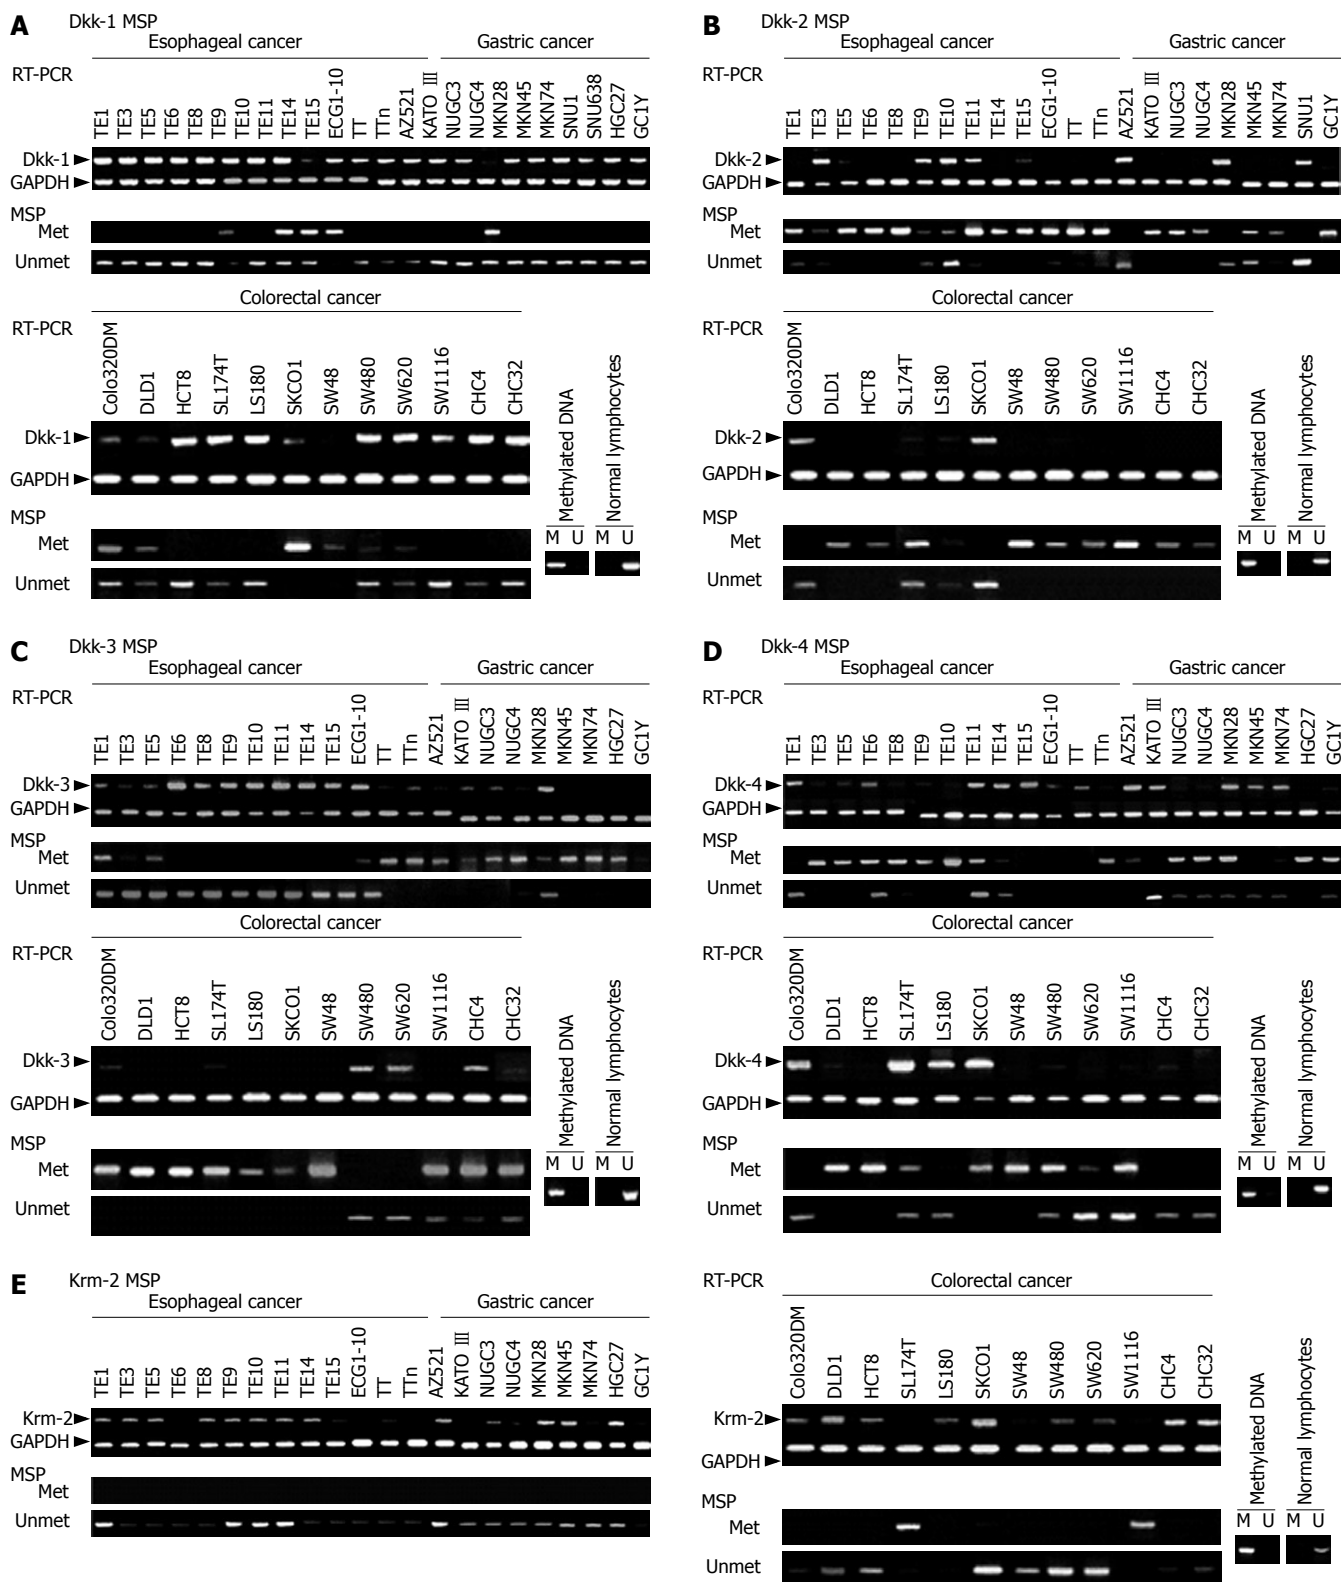 A Dkk-1 MSP
Esophageal cancer Gastric cancer
RT-PCR
TE1 TE3 TE5 TE6 TE8 TE9 TE10 TE11 TE14 TE15 ECG1-10 TT TTn AZ521 KATO III NUGC3 NUGC4 MKN28 MKN45 MKN74 SNU1 SNU638 HGC27 GC1Y
Dkk-1
GAPDH
MSP
Met
Unmet
Colorectal cancer
RT-PCR
Colo320DM DLD1 HCT8 SL174T LS180 SKCO1 SW48 SW480 SW620 SW1116 CHC4 CHC32
Methylated DNA Normal lymphocytes
Dkk-1
GAPDH
MSP
M U M U
Met
Unmet
B Dkk-2 MSP
Esophageal cancer Gastric cancer
RT-PCR
TE1 TE3 TE5 TE6 TE8 TE9 TE10 TE11 TE14 TE15 ECG1-10 TT TTn AZ521 KATO III NUGC3 NUGC4 MKN28 MKN45 MKN74 SNU1 GC1Y
Dkk-2
GAPDH
MSP
Met
Unmet
Colorectal cancer
RT-PCR
Colo320DM DLD1 HCT8 SL174T LS180 SKCO1 SW48 SW480 SW620 SW1116 CHC4 CHC32
Methylated DNA Normal lymphocytes
Dkk-2
GAPDH
MSP
M U M U
Met
Unmet
C Dkk-3 MSP
Esophageal cancer Gastric cancer
RT-PCR
TE1 TE3 TE5 TE6 TE8 TE9 TE10 TE11 TE14 TE15 ECG1-10 TT TTn AZ521 KATO III NUGC3 NUGC4 MKN28 MKN45 MKN74 HGC27 GC1Y
Dkk-3
GAPDH
MSP
Met
Unmet
Colorectal cancer
RT-PCR
Colo320DM DLD1 HCT8 SL174T LS180 SKCO1 SW48 SW480 SW620 SW1116 CHC4 CHC32
Methylated DNA Normal lymphocytes
Dkk-3
GAPDH
MSP
M U M U
Met
Unmet
D Dkk-4 MSP
Esophageal cancer Gastric cancer
RT-PCR
TE1 TE3 TE5 TE6 TE8 TE9 TE10 TE11 TE14 TE15 ECG1-10 TT TTn AZ521 KATO III NUGC3 NUGC4 MKN28 MKN45 MKN74 HGC27 GC1Y
Dkk-4
GAPDH
MSP
Met
Unmet
Colorectal cancer
RT-PCR
Colo320DM DLD1 HCT8 SL174T LS180 SKCO1 SW48 SW480 SW620 SW1116 CHC4 CHC32
Methylated DNA Normal lymphocytes
Dkk-4
GAPDH
MSP
M U M U
Met
Unmet
E Krm-2 MSP
Esophageal cancer Gastric cancer
TE1 TE3 TE5 TE6 TE8 TE9 TE10 TE11 TE14 TE15 ECG1-10 TT TTn AZ521 KATO III NUGC3 NUGC4 MKN28 MKN45 MKN74 HGC27 GC1Y
Krm-2
GAPDH
MSP
Met
Unmet
RT-PCR Colorectal cancer
Colo320DM DLD1 HCT8 SL174T LS180 SKCO1 SW48 SW480 SW620 SW1116 CHC4 CHC32
Methylated DNA Normal lymphocytes
Krm-2
GAPDH
MSP
M U M U
Met
Unmet